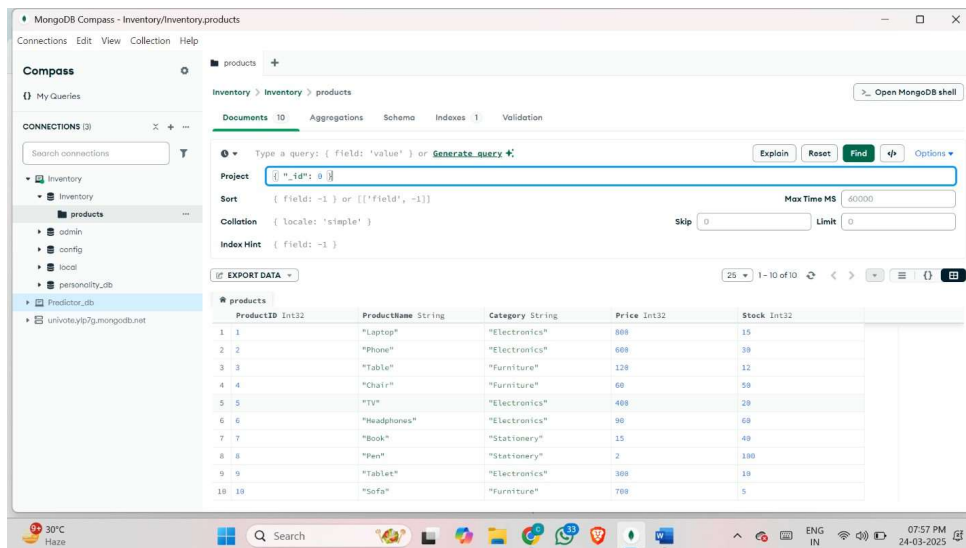 MongoDB Compass - Inventory/Inventory.products
Connections Edit View Collection Help
Compass
{} My Queries
CONNECTIONS (3)
Search connections
Inventory
Inventory
products
admin
config
local
personality_db
Predictor_db
univote.ylp7g.mongodb.net
products
Inventory > Inventory > products
>_ Open MongoDB shell
Documents 10 Aggregations Schema Indexes 1 Validation
Type a query: { field: 'value' } or Generate query
Explain Reset Find </> Options
Project { "_id": 0 }
Sort { field: -1 } or [['field', -1]] Max Time MS 60000
Collation { locale: 'simple' } Skip 0 Limit 0
Index Hint { field: -1 }
EXPORT DATA 25 1 - 10 of 10 {}
products
ProductID Int32 ProductName String Category String Price Int32 Stock Int32
1 1 "Laptop" "Electronics" 800 15
2 2 "Phone" "Electronics" 600 30
3 3 "Table" "Furniture" 120 12
4 4 "Chair" "Furniture" 60 50
5 5 "TV" "Electronics" 400 20
6 6 "Headphones" "Electronics" 90 60
7 7 "Book" "Stationery" 15 40
8 8 "Pen" "Stationery" 2 100
9 9 "Tablet" "Electronics" 300 10
10 10 "Sofa" "Furniture" 700 5
9+ 30°C
Haze
Search
33
ENG
IN
07:57 PM
24-03-2025